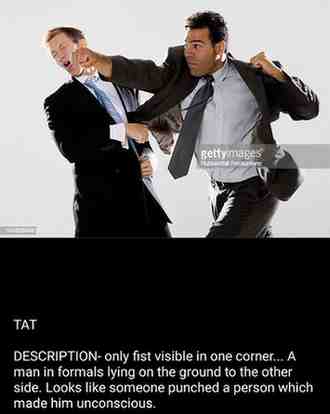 gettyimages
TAT
DESCRIPTION- only fist visible in one corner... A
man in formals lying on the ground to the other
side. Looks like someone punched a person which
made him unconscious.